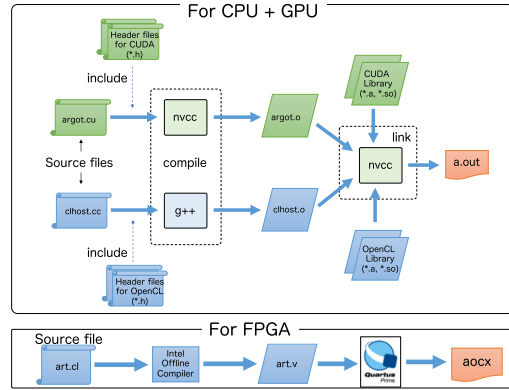 For CPU + GPU
Header files
for CUDA
(*.h)
include
CUDA
Library
(*.a, *.so)
argot.cu
nvcc
argot.o
link
Source files
compile
nvcc
a.out
clhost.cc
g++
clhost.o
include
Header files
for OpenCL
(*.h)
OpenCL
Library
(*.a, *.so)
For FPGA
Source file
art.cl
Intel
Offline
Compiler
art.v
Quartus
Prime
aocx